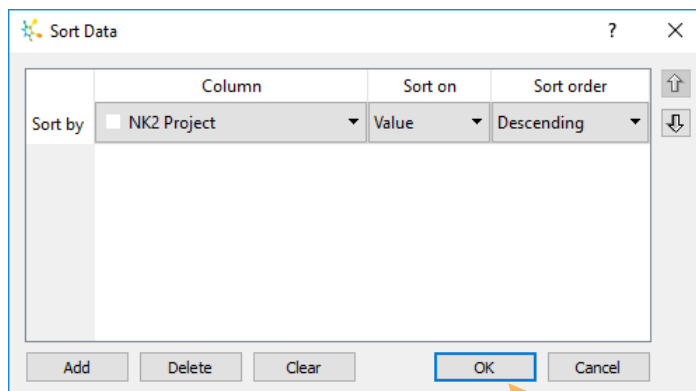 Sort Data ?
Column Sort on Sort order
Sort by NK2 Project Value Descending
Add Delete Clear OK Cancel